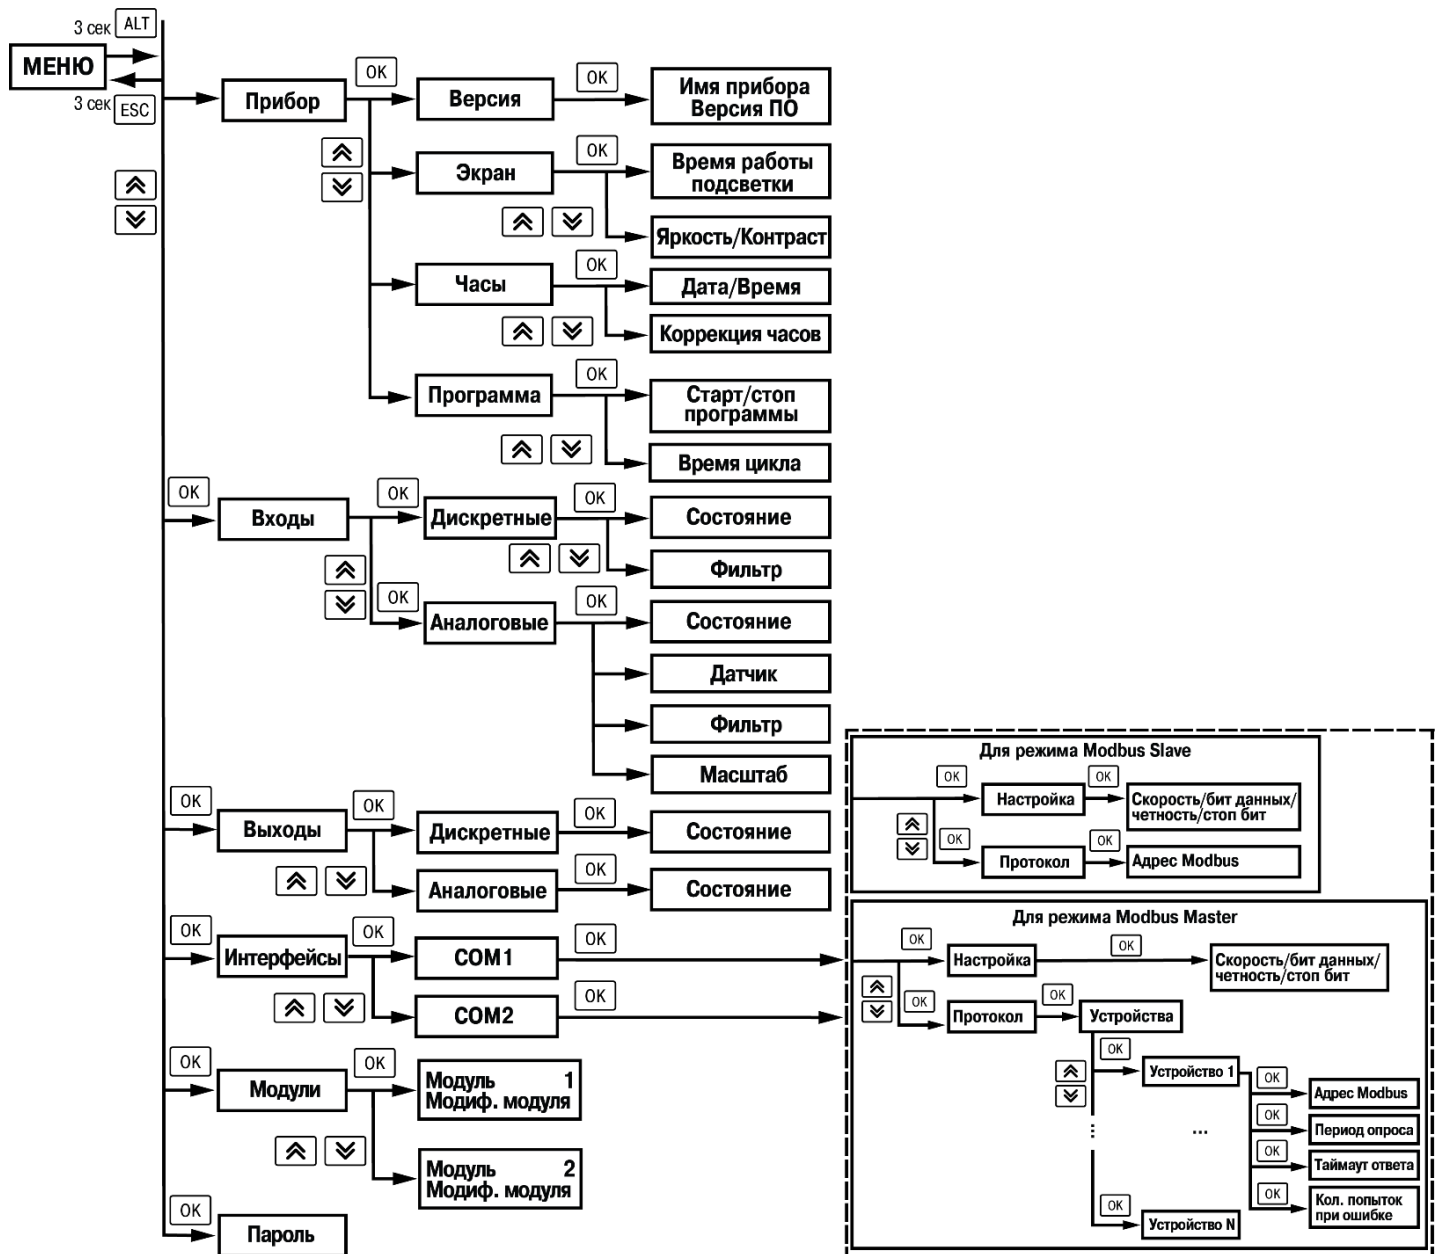 3 сек ALT
МЕНЮ
3 сек ESC
Прибор
OK
Версия
OK
Имя прибора
Версия ПО
Экран
OK
Время работы
подсветки
Яркость/Контраст
Часы
OK
Дата/Время
Коррекция часов
Программа
OK
Старт/стоп
программы
Время цикла
OK
Входы
OK
Дискретные
OK
Состояние
Фильтр
OK
Аналоговые
OK
Состояние
Датчик
Фильтр
Масштаб
OK
Выходы
OK
Дискретные
OK
Состояние
Аналоговые
OK
Состояние
OK
Интерфейсы
OK
COM1
OK
COM2
OK
OK
Модули
OK
Модуль 1
Модиф. модуля
Модуль 2
Модиф. модуля
OK
Пароль
Для режима Modbus Slave
OK
Настройка
OK
Скорость/бит данных/
четность/стоп бит
OK
Протокол
OK
Адрес Modbus
Для режима Modbus Master
OK
Настройка
OK
Скорость/бит данных/
четность/стоп бит
OK
Протокол
OK
Устройства
OK
Устройство 1
OK
Адрес Modbus
OK
Период опроса
...
...
OK
Таймаут ответа
OK
Кол. попыток
при ошибке
OK
Устройство N